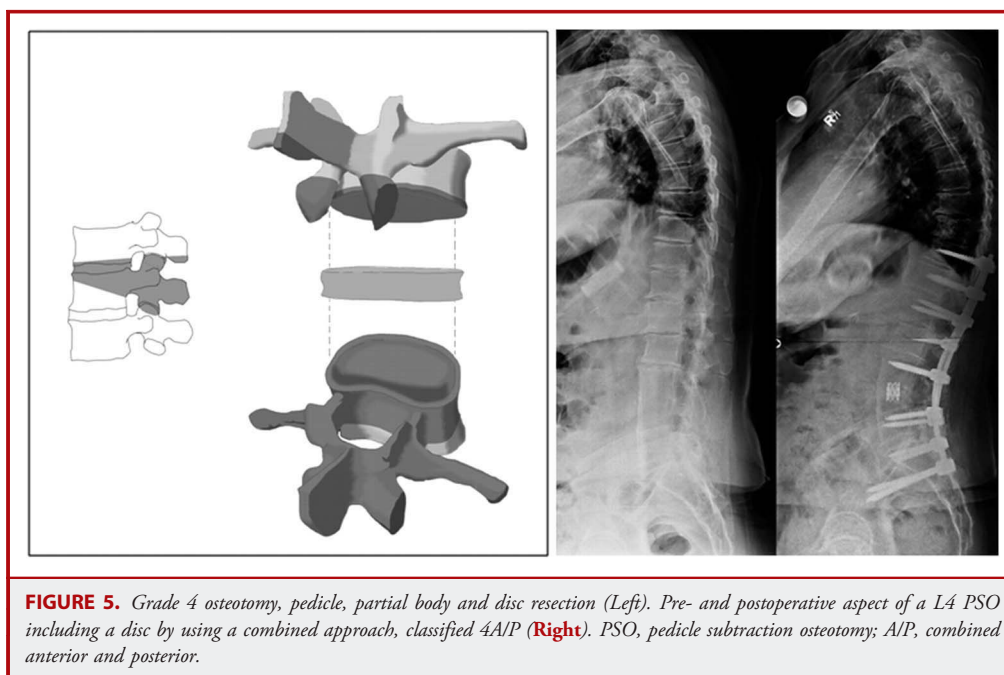 FIGURE 5. Grade 4 osteotomy, pedicle, partial body and disc resection (Left). Pre- and postoperative aspect of a L4 PSO
including a disc by using a combined approach, classified 4A/P (Right). PSO, pedicle subtraction osteotomy; A/P, combined
anterior and posterior.